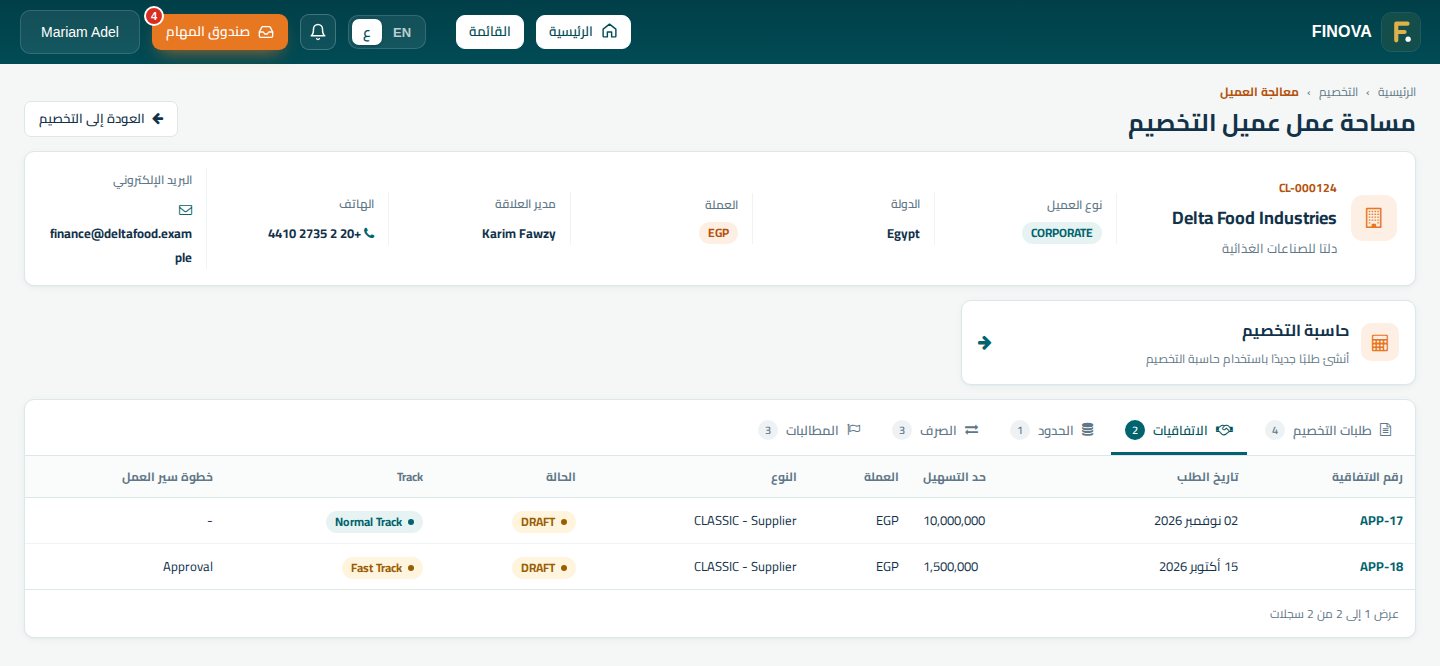 FINOVA
الرئيسية
القائمة
EN
ع
صندوق المهام
4
Mariam Adel
الرئيسية › التخصيم › معالجة العميل
مساحة عمل عميل التخصيم
العودة إلى التخصيم
CL-000124
Delta Food Industries
دلتا للصناعات الغذائية
نوع العميل
CORPORATE
الدولة
Egypt
العملة
EGP
مدير العلاقة
Karim Fawzy
الهاتف
+20 2 2735 4410
البريد الإلكتروني
finance@deltafood.exam
ple
حاسبة التخصيم
أنشئ طلبًا جديدًا باستخدام حاسبة التخصيم
طلبات التخصيم 4
الاتفاقيات 2
الحدود 1
الصرف 3
المطالبات 3
رقم الاتفاقية تاريخ الطلب حد التسهيل العملة النوع الحالة Track خطوة سير العمل
APP-17 02 نوفمبر 2026 10,000,000 EGP CLASSIC - Supplier DRAFT Normal Track -
APP-18 15 أكتوبر 2026 1,500,000 EGP CLASSIC - Supplier DRAFT Fast Track Approval
عرض 1 إلى 2 من 2 سجلات